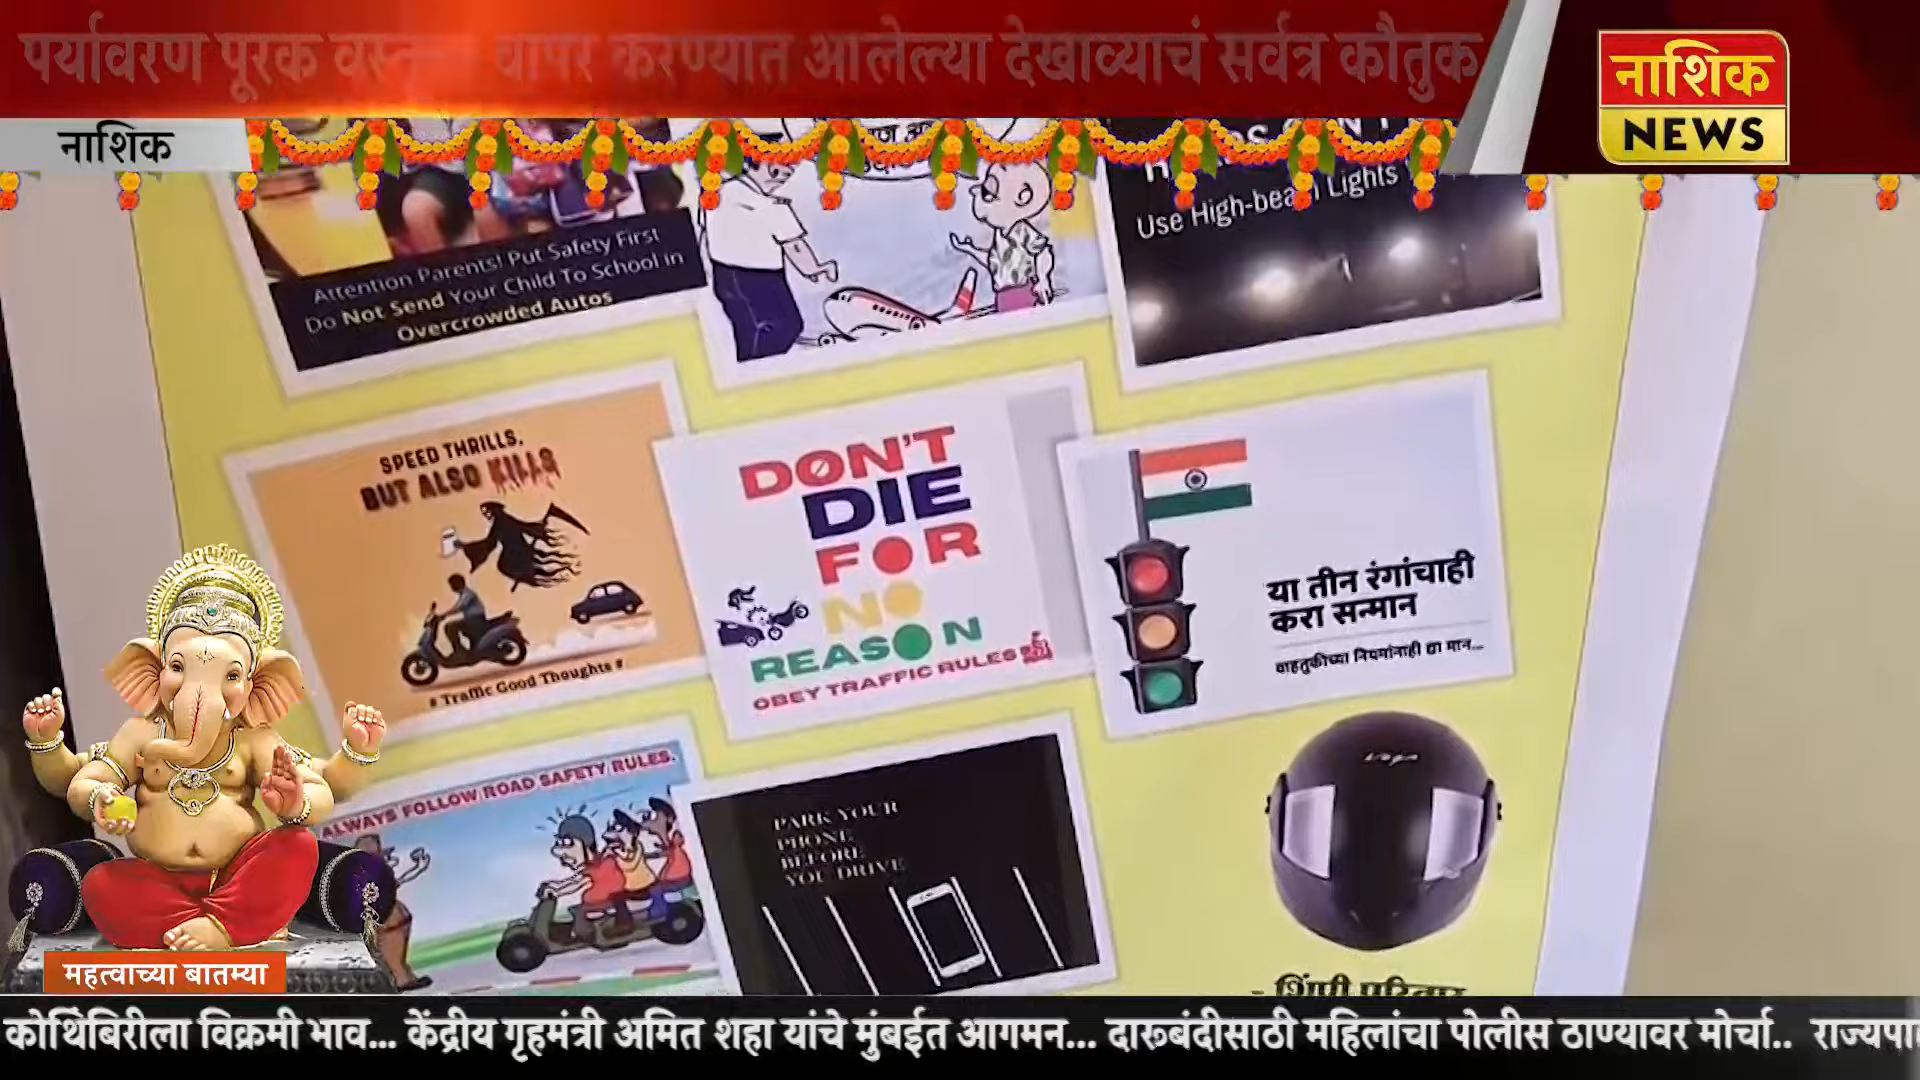 पर्यावरण पूरक वापर करण्यात आलेल्या देखाव्याचं सर्वत्र कौतुक
नाशिक
NEWS
नाशिक
Attention Parents! Put Safety First
Do Not Send Your Child To School in
Overcrowded Autos
Use High-beam Lights
SPEED THRILLS,
BUT ALSO KILLS
# Traffic Good Thoughts #
DON'T
DIE
FOR
NO
REASON
OBEY TRAFFIC RULES
या तीन रंगांचाही
करा सन्मान
वाहतुकीच्या नियमांनाही द्या मान...
ALWAYS FOLLOW ROAD SAFETY RULES.
PARK YOUR
PHONE
BEFORE
YOU DRIVE
Vega
- शिंपी परिवार
महत्वाच्या बातम्या
कोथिंबिरीला विक्रमी भाव... केंद्रीय गृहमंत्री अमित शहा यांचे मुंबईत आगमन... दारूबंदीसाठी महिलांचा पोलीस ठाण्यावर मोर्चा..